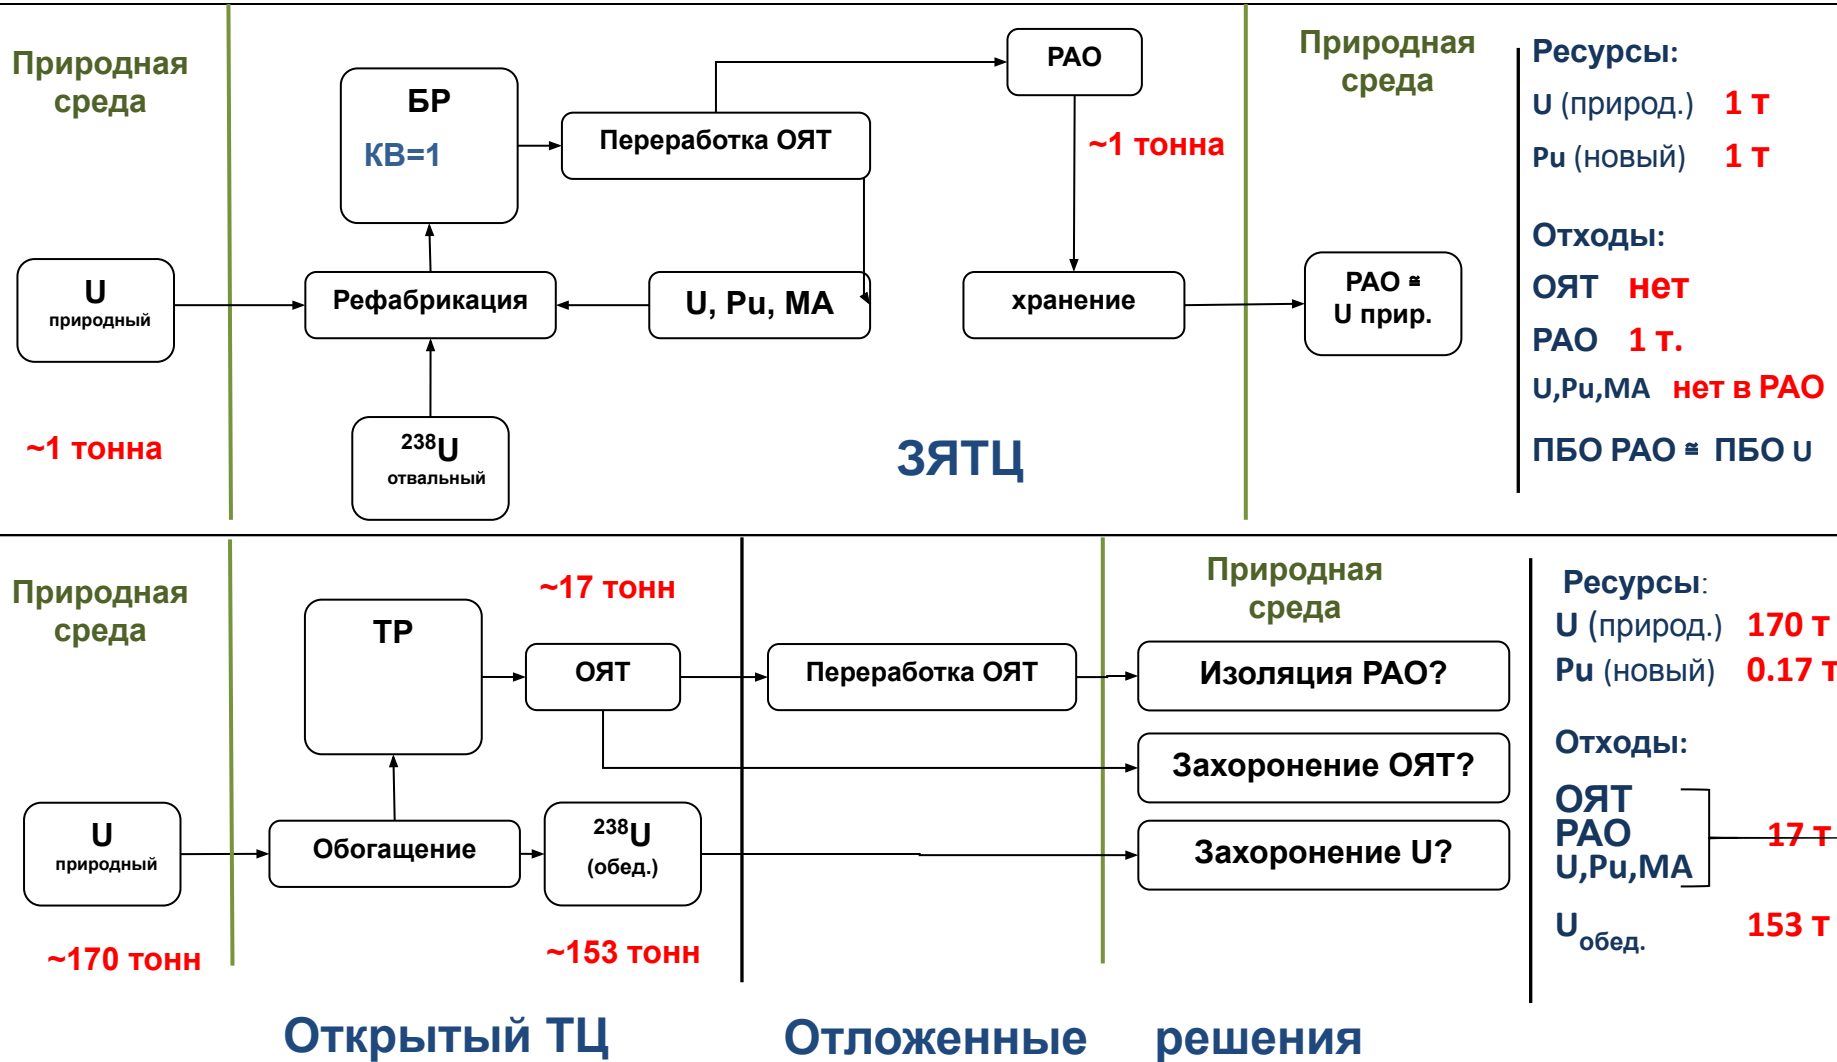 Природная
среда
БР
КВ=1
Переработка ОЯТ
РАО
~1 тонна
Природная
среда
U
природный
Рефабрикация
U, Pu, МА
хранение
РАО ≅
U прир.
~1 тонна
²³⁸U
отвальный
ЗЯТЦ
Ресурсы:
U (природ.) 1 т
Pu (новый) 1 т
Отходы:
ОЯТ нет
РАО 1 т.
U,Pu,МА нет в РАО
ПБО РАО ≅ ПБО U
Природная
среда
ТР
~17 тонн
ОЯТ
Переработка ОЯТ
Природная
среда
Изоляция РАО?
Захоронение ОЯТ?
U
природный
Обогащение
²³⁸U
(обед.)
Захоронение U?
~170 тонн
~153 тонн
Ресурсы:
U (природ.) 170 т
Pu (новый) 0.17 т
Отходы:
ОЯТ
РАО 17 т
U,Pu,МА
Uобед. 153 т
Открытый ТЦ
Отложенные решения